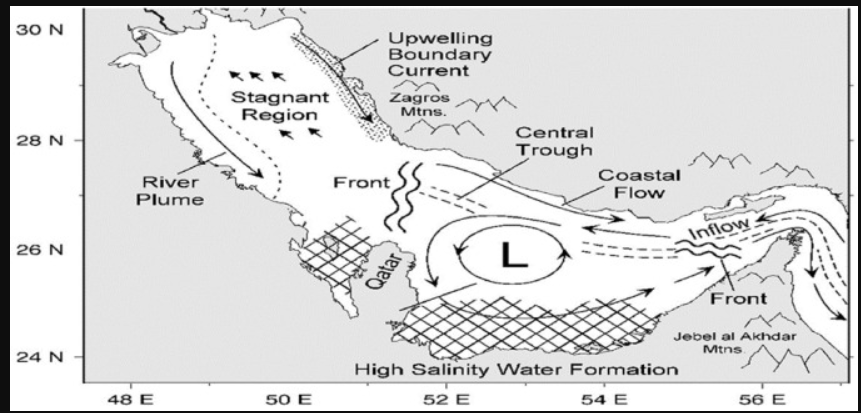 30 N
28 N
26 N
24 N
Upwelling
Boundary
Current
Stagnant
Region
Zagros
Mtns.
Central
Trough
River
Plume
Front
Coastal
Flow
Inflow
L
Qatar
Front
Jebel al Akhdar
Mtns.
High Salinity Water Formation
48 E
50 E
52 E
54 E
56 E